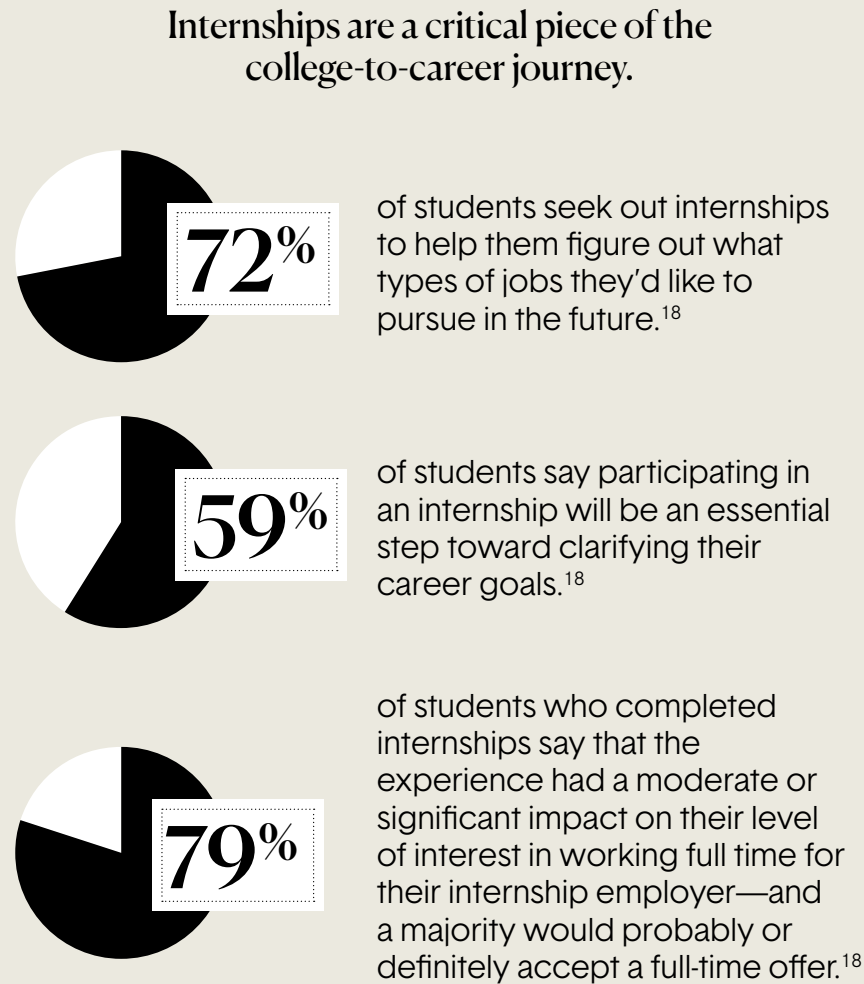 Internships are a critical piece of the
college-to-career journey.
72%
of students seek out internships
to help them figure out what
types of jobs they’d like to
pursue in the future.18
59%
of students say participating in
an internship will be an essential
step toward clarifying their
career goals.18
79%
of students who completed
internships say that the
experience had a moderate or
significant impact on their level
of interest in working full time for
their internship employer—and
a majority would probably or
definitely accept a full-time offer.18